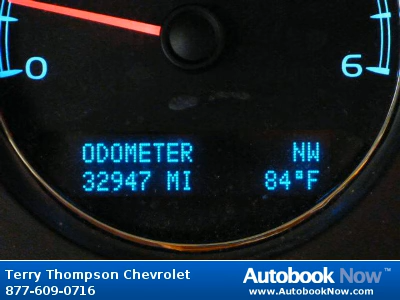 0 6
ODOMETER NW
32947 MI 84°F
Terry Thompson Chevrolet
877-609-0716
Autobook Now™
www.AutobookNow.com